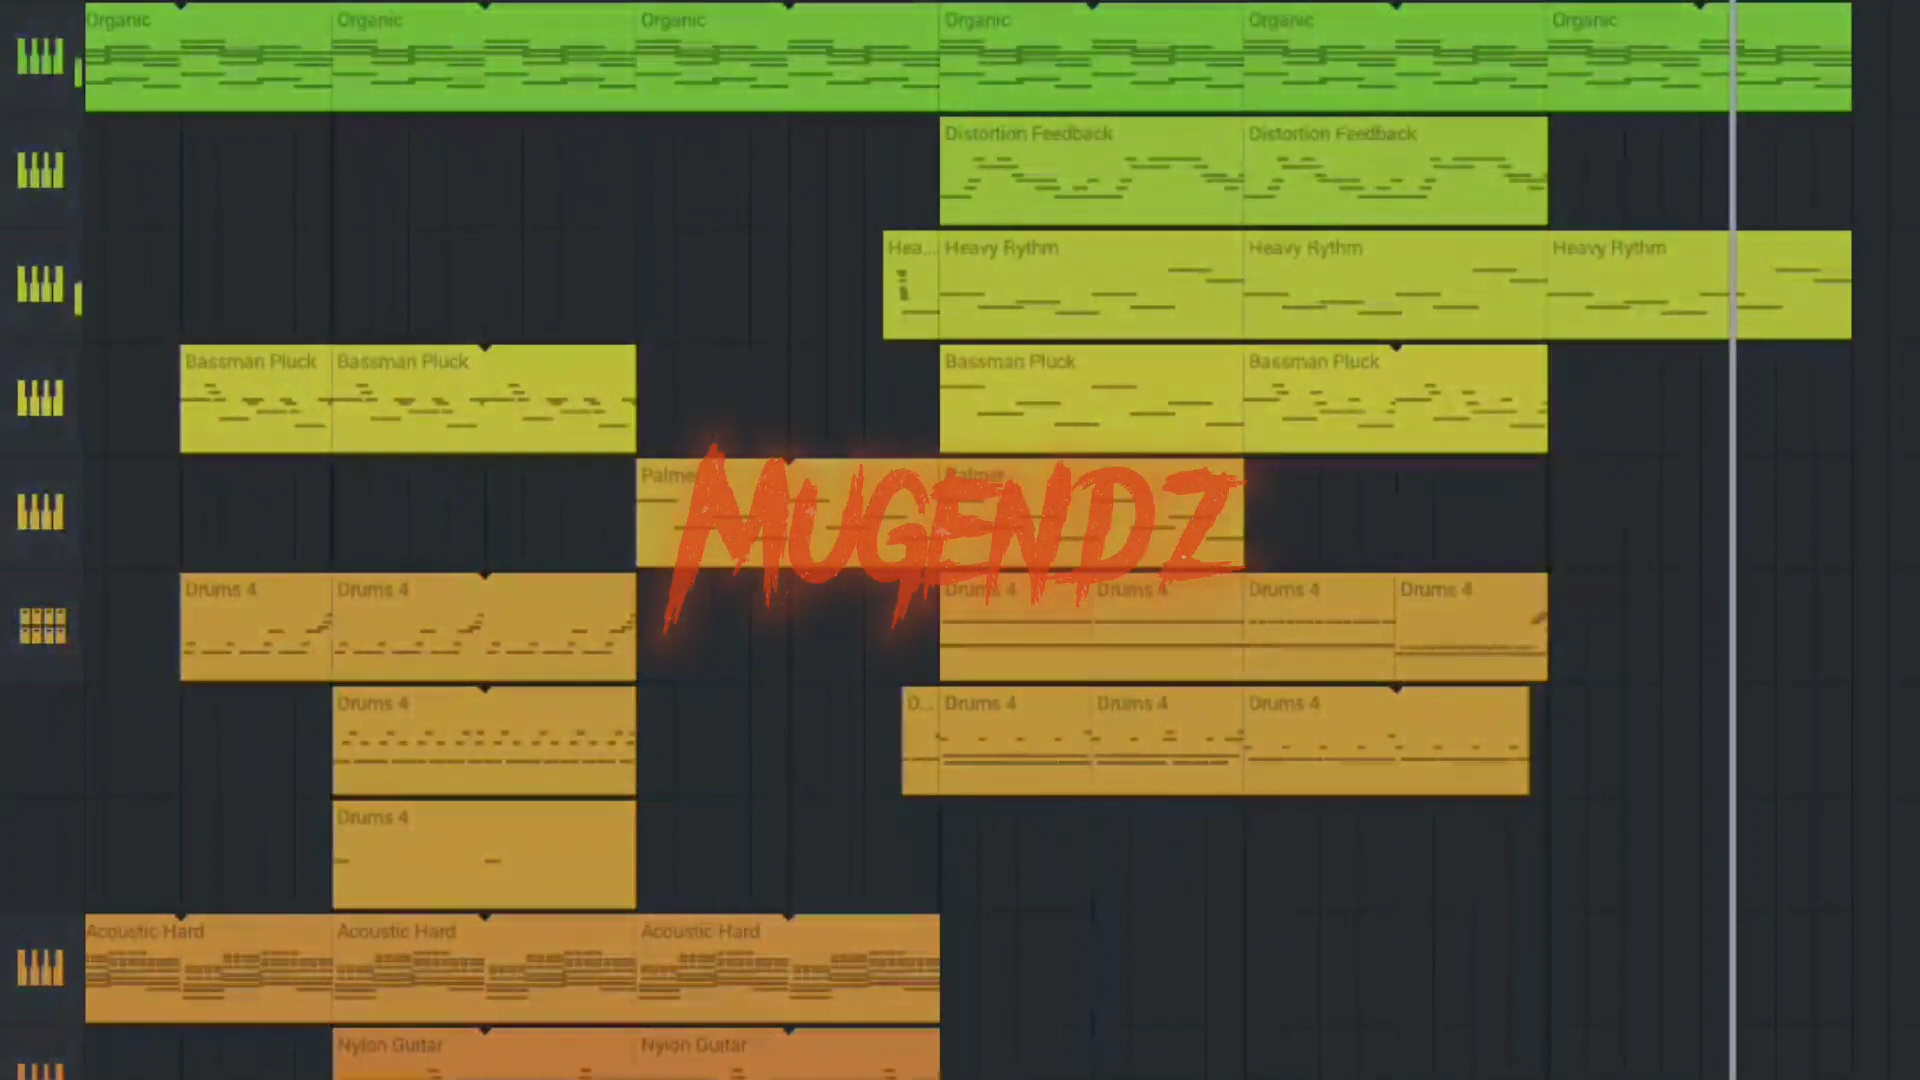 Organic Organic Organic Organic Organic Organic
Distortion Feedback Distortion Feedback
Hea... Heavy Rythm Heavy Rythm Heavy Rythm
Bassman Pluck Bassman Pluck Bassman Pluck Bassman Pluck
Palmer Palmer
MUGENDZ
Drums 4 Drums 4 Drums 4 Drums 4 Drums 4 Drums 4
Drums 4 D... Drums 4 Drums 4 Drums 4
Drums 4
Acoustic Hard Acoustic Hard Acoustic Hard
Nylon Guitar Nylon Guitar